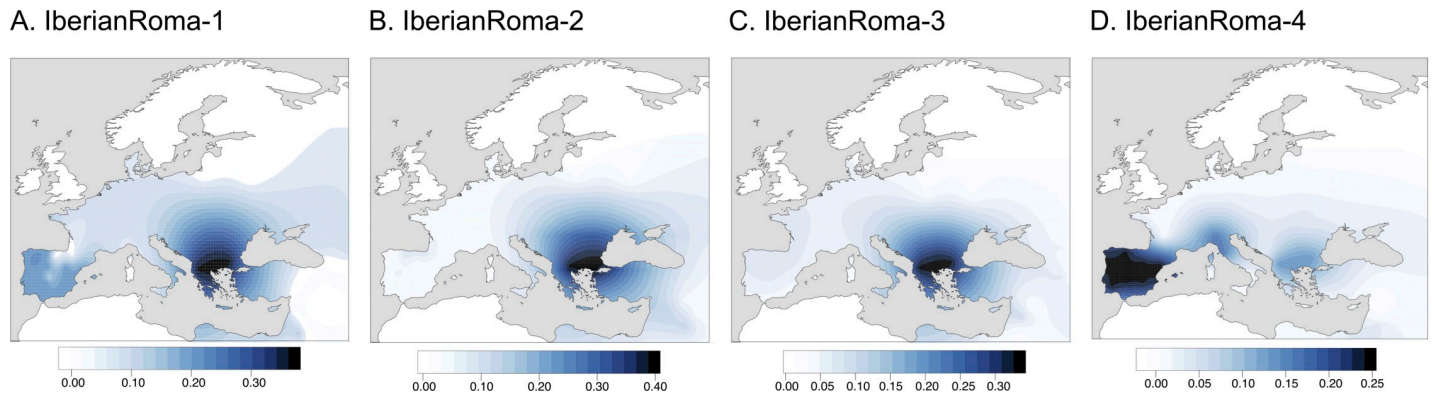 A. IberianRoma-1
B. IberianRoma-2
C. IberianRoma-3
D. IberianRoma-4
0.00 0.10 0.20 0.30
0.00 0.10 0.20 0.30 0.40
0.00 0.05 0.10 0.15 0.20 0.25 0.30
0.00 0.05 0.10 0.15 0.20 0.25